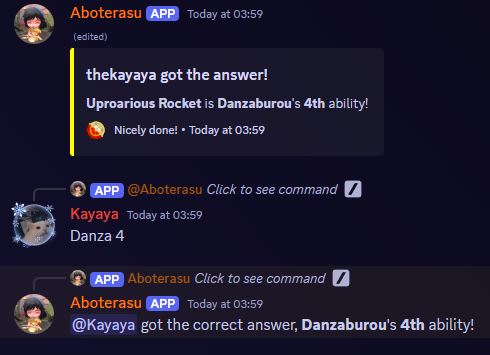 Aboterasu APP Today at 03:59
(edited)
thekayaya got the answer!
Uproarious Rocket is Danzaburou's 4th ability!
Nicely done! • Today at 03:59
APP @Aboterasu Click to see command
Kayaya Today at 03:59
Danza 4
APP Aboterasu Click to see command
Aboterasu APP Today at 03:59
@Kayaya got the correct answer, Danzaburou's 4th ability!